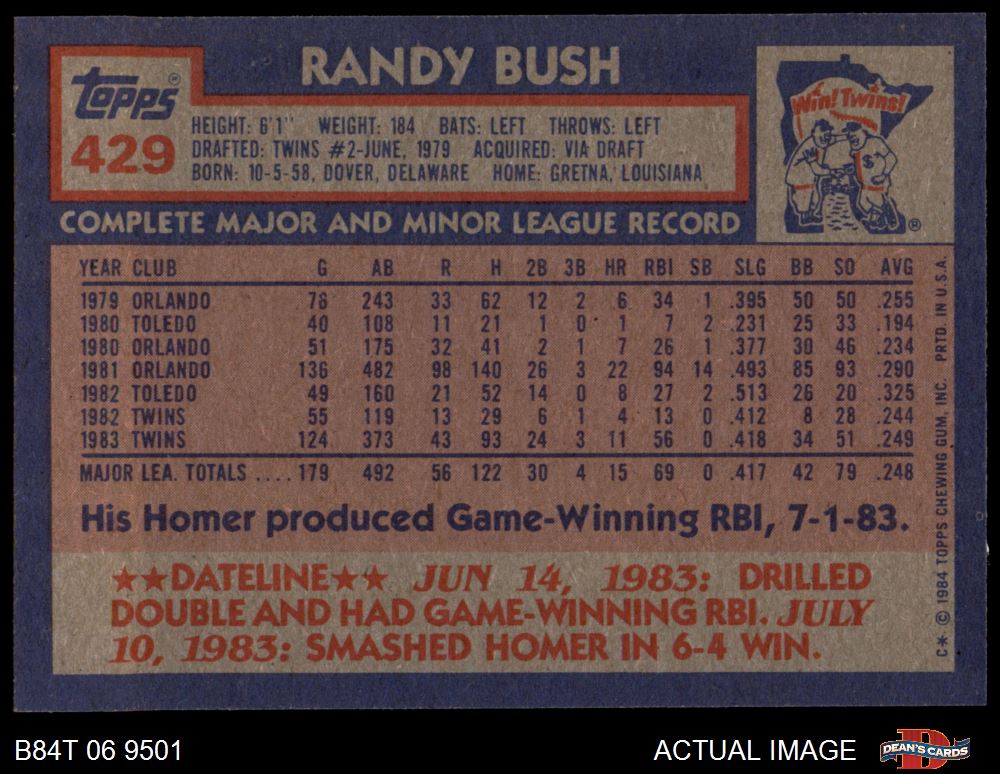 RANDY BUSH
Topps®
429
HEIGHT: 6'1" WEIGHT: 184 BATS: LEFT THROWS: LEFT
DRAFTED: TWINS #2-JUNE, 1979 ACQUIRED: VIA DRAFT
BORN: 10-5-58, DOVER, DELAWARE HOME: GRETNA, LOUISIANA
Win! Twins!
®
COMPLETE MAJOR AND MINOR LEAGUE RECORD
YEAR CLUB G AB R H 2B 3B HR RBI SB SLG BB SO AVG
1979 ORLANDO 76 243 33 62 12 2 6 34 1 .395 50 50 .255
1980 TOLEDO 40 108 11 21 1 0 1 7 2 .231 25 33 .194
1980 ORLANDO 51 175 32 41 2 1 7 26 1 .377 30 46 .234
1981 ORLANDO 136 482 98 140 26 3 22 94 14 .493 85 93 .290
1982 TOLEDO 49 160 21 52 14 0 8 27 2 .513 26 20 .325
1982 TWINS 55 119 13 29 6 1 4 13 0 .412 8 28 .244
1983 TWINS 124 373 43 93 24 3 11 56 0 .418 34 51 .249
MAJOR LEA. TOTALS .... 179 492 56 122 30 4 15 69 0 .417 42 79 .248
His Homer produced Game-Winning RBI, 7-1-83.
★★DATELINE★★ JUN 14, 1983: DRILLED
DOUBLE AND HAD GAME-WINNING RBI. JULY
10, 1983: SMASHED HOMER IN 6-4 WIN.
C* © 1984 TOPPS CHEWING GUM, INC. PRTD. IN U.S.A.
B84T 06 9501
ACTUAL IMAGE
DEAN'S CARDS